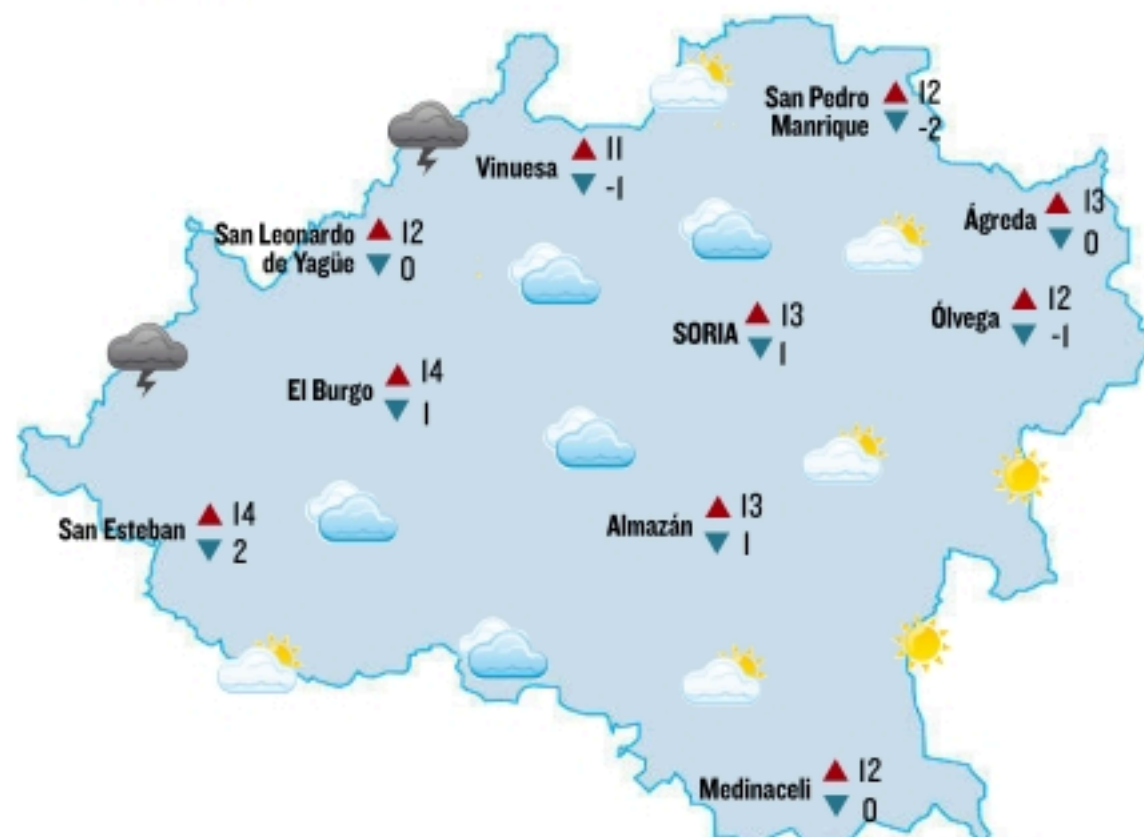 San Pedro
Manrique
12
-2
Vinuesa
11
-1
Ágreda
13
0
San Leonardo
de Yagüe
12
0
SORIA
13
1
Ólvega
12
-1
El Burgo
14
1
San Esteban
14
2
Almazán
13
1
Medinaceli
12
0